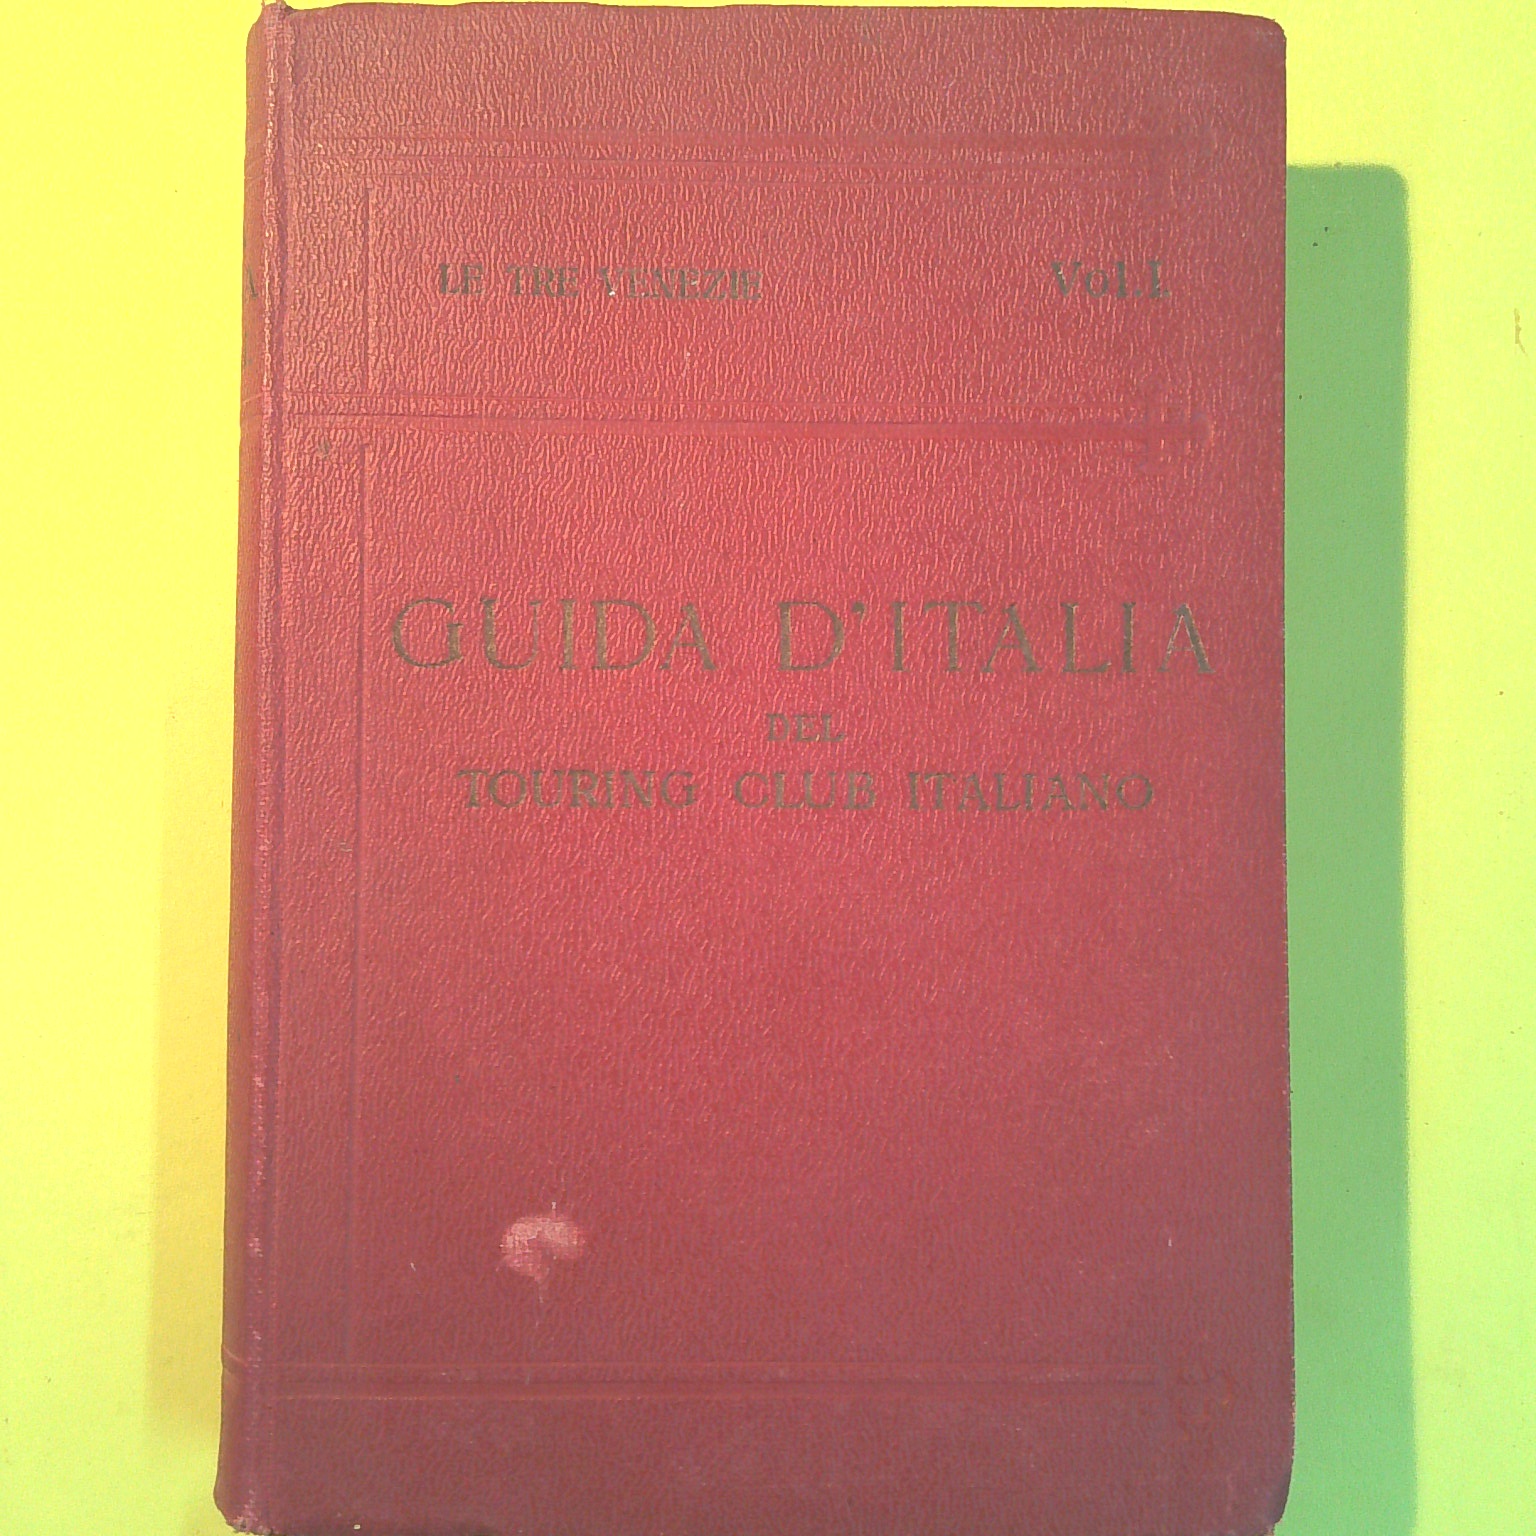 LE TRE VENEZIE Vol. I.
GUIDA D'ITALIA
DEL
TOURING CLUB ITALIANO